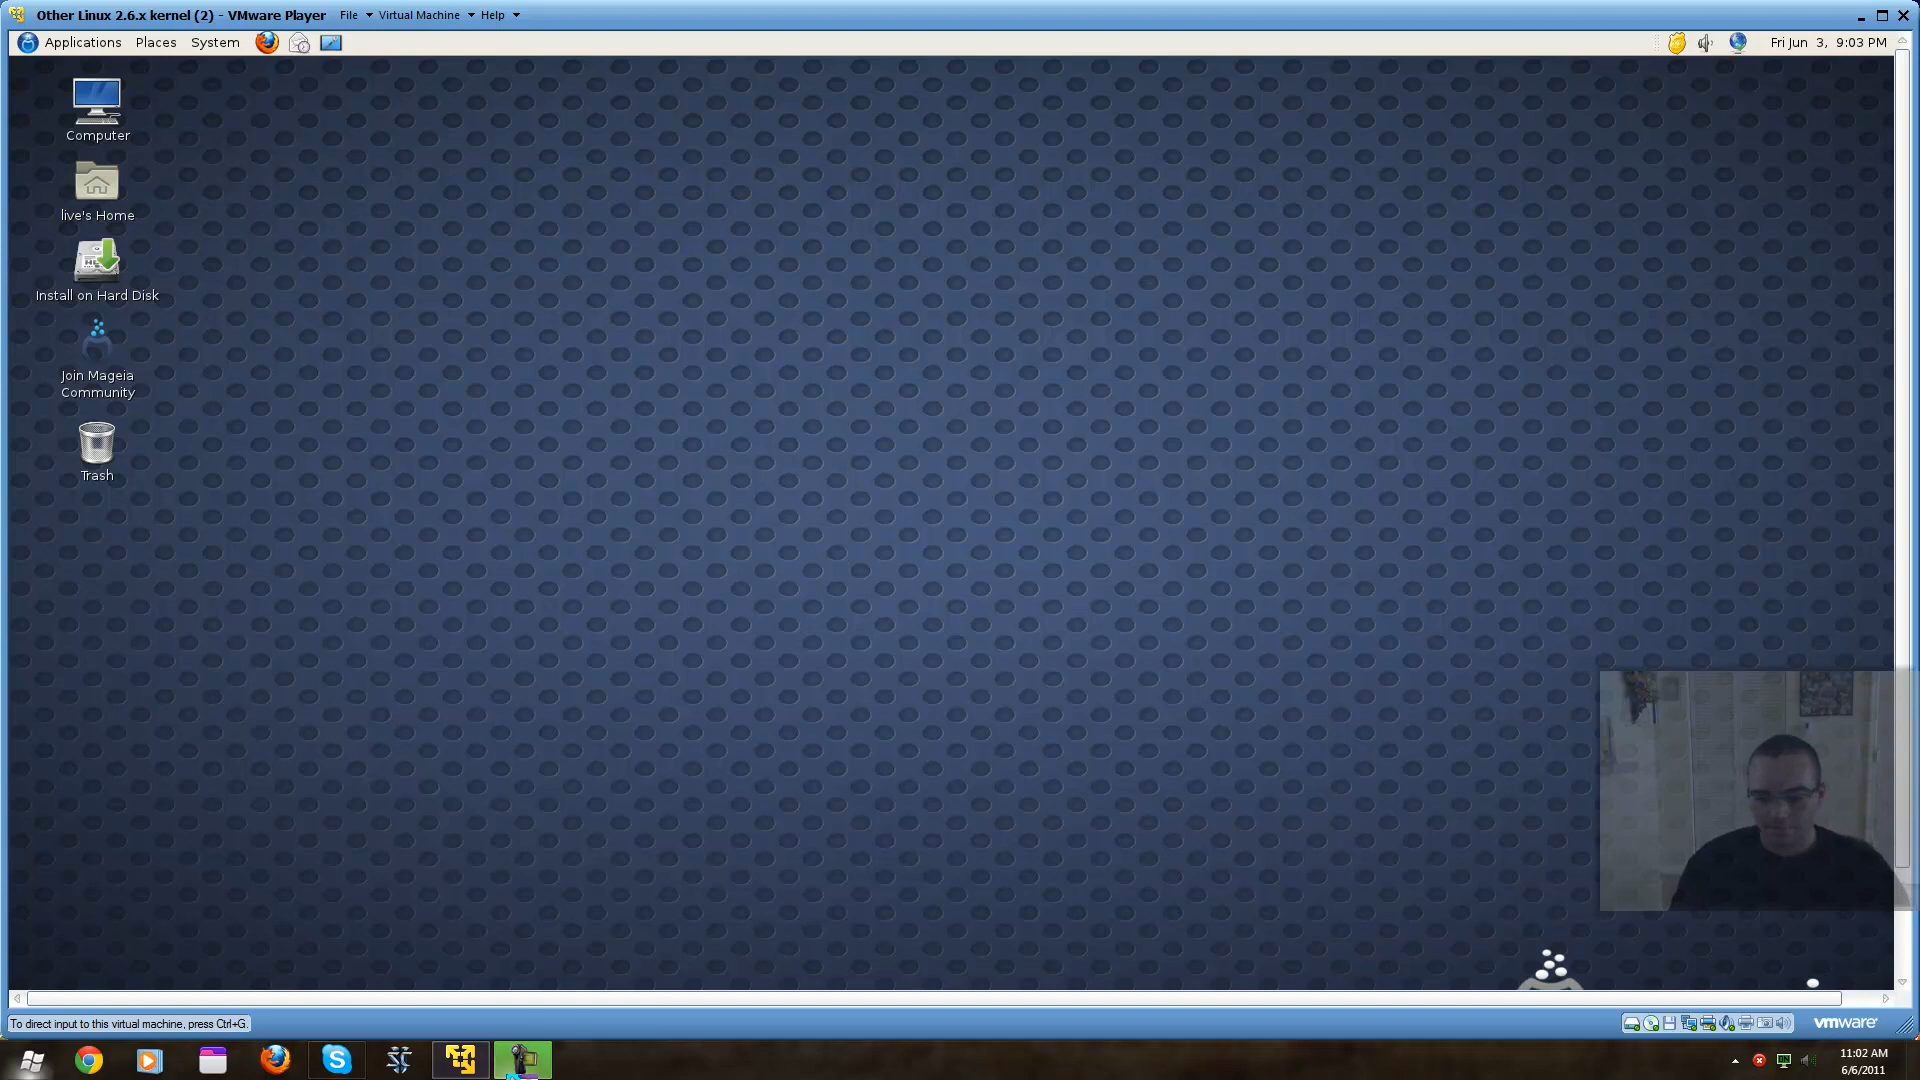 Other Linux 2.6.x kernel (2) - VMware Player File Virtual Machine Help
Applications Places System Fri Jun 3, 9:03 PM
Computer
live's Home
Install on Hard Disk
Join Mageia
Community
Trash
To direct input to this virtual machine, press Ctrl+G. vmware
11:02 AM
6/6/2011